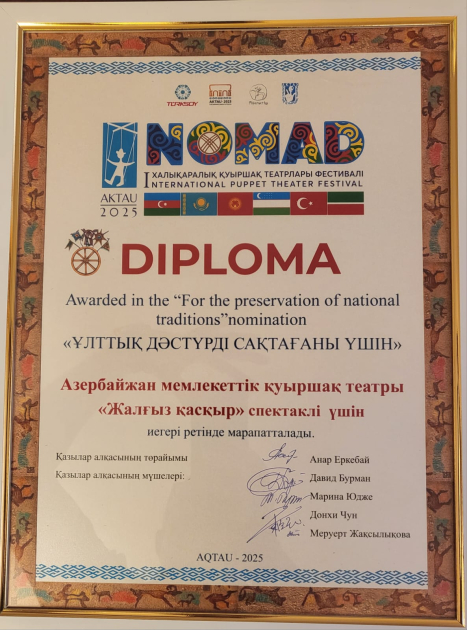 TÜRKSOY
AKTAU - 2025
NOMAD
I ХАЛЫҚАРАЛЫҚ ҚУЫРШАҚ ТЕАТРЛАРЫ ФЕСТИВАЛІ
INTERNATIONAL PUPPET THEATER FESTIVAL
AKTAU
2025
DIPLOMA
Awarded in the “For the preservation of national
traditions”nomination
«ҰЛТТЫҚ ДӘСТҮРДІ САҚТАҒАНЫ ҮШІН»
Азербайжан мемлекеттік қуыршақ театры
«Жалғыз қасқыр» спектаклі үшін
иегері ретінде марапатталады.
Қазылар алқасының төрайымы
Анар Еркебай
Қазылар алқасының мүшелері:
Давид Бурман
Марина Юдже
Донхи Чун
Меруерт Жақсылықова
AQTAU - 2025